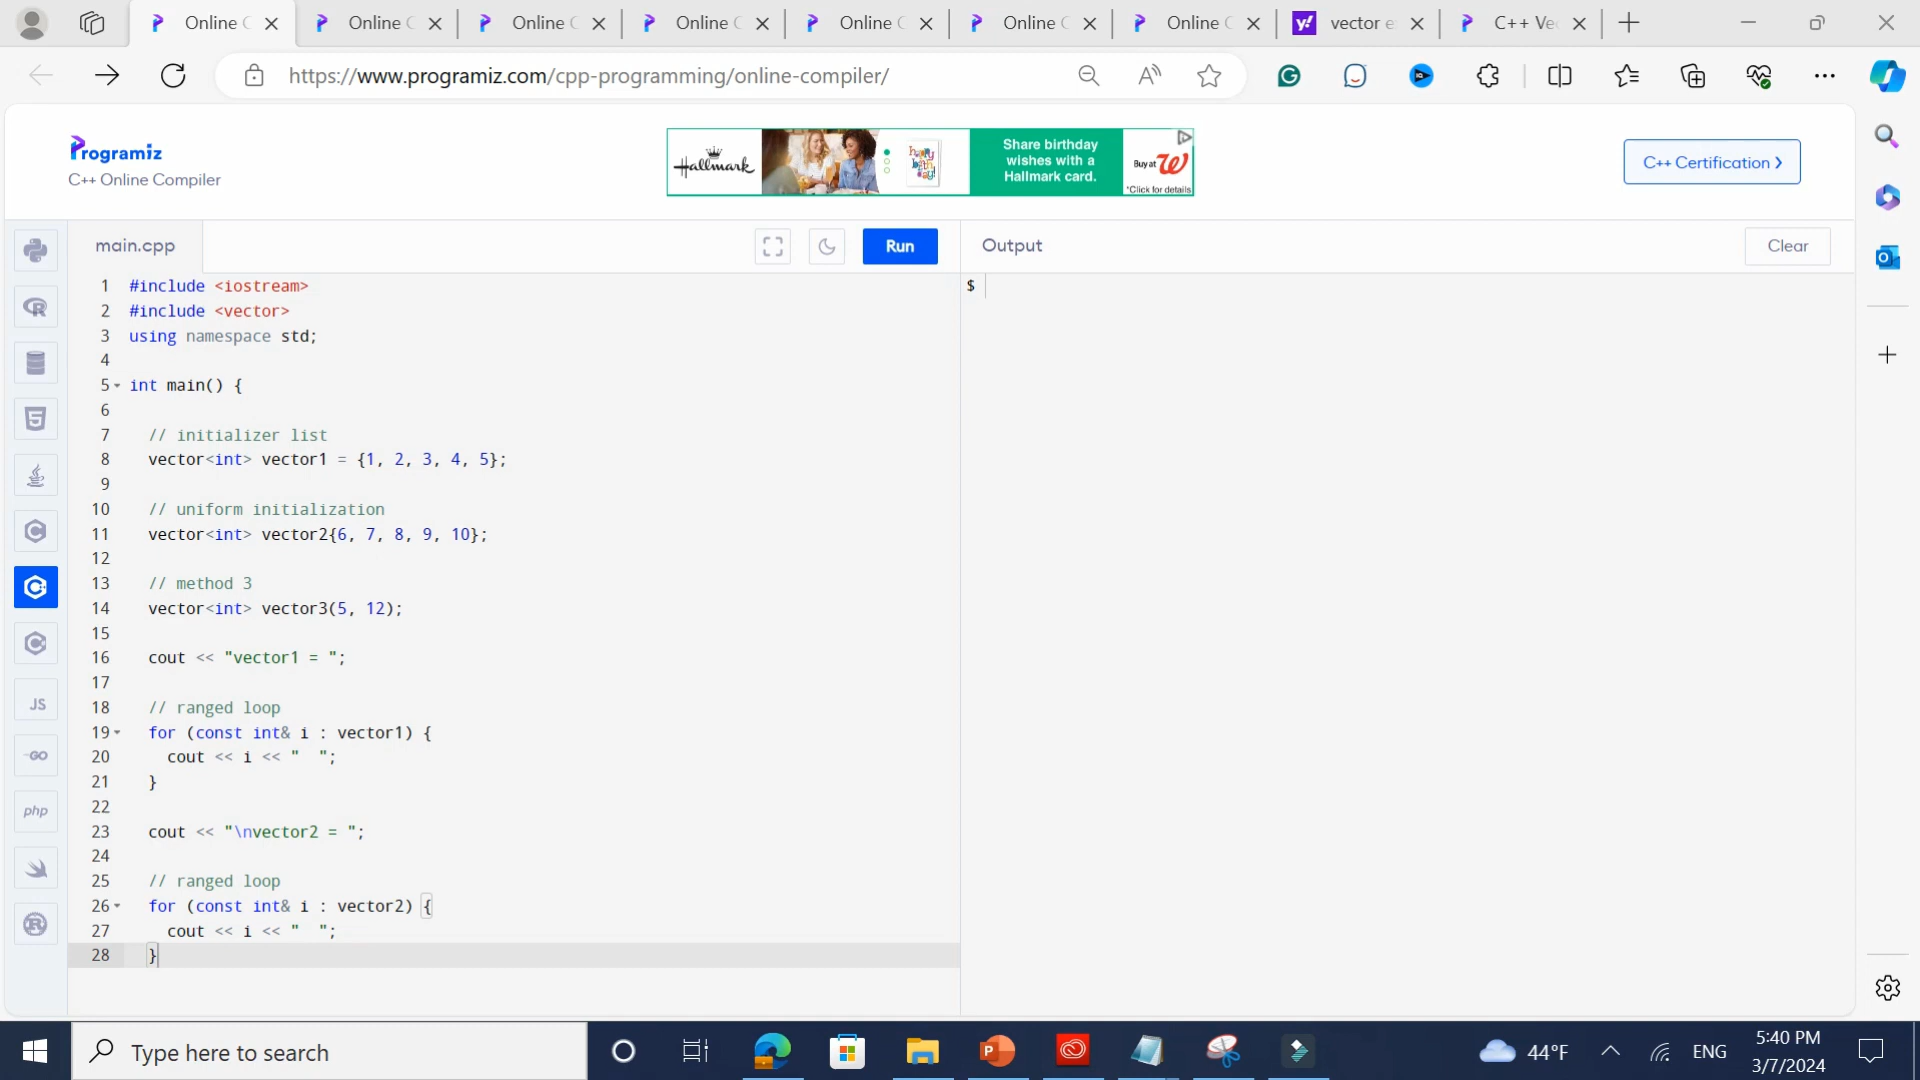 Online C
Online C
Online C
Online C
Online C
Online C
Online C
vector e
C++ Ve
https://www.programiz.com/cpp-programming/online-compiler/
Programiz
C++ Online Compiler
Hallmark
happy birthday!
Share birthday
wishes with a
Hallmark card.
Buy at W
*Click for details
C++ Certification >
main.cpp
Run
Output
Clear
1 #include <iostream>
2 #include <vector>
3 using namespace std;
4
5 int main() {
6
7 // initializer list
8 vector<int> vector1 = {1, 2, 3, 4, 5};
9
10 // uniform initialization
11 vector<int> vector2{6, 7, 8, 9, 10};
12
13 // method 3
14 vector<int> vector3(5, 12);
15
16 cout << "vector1 = ";
17
18 // ranged loop
19 for (const int& i : vector1) {
20 cout << i << "  ";
21 }
22
23 cout << "\nvector2 = ";
24
25 // ranged loop
26 for (const int& i : vector2) {
27 cout << i << "  ";
28 }
$
JS
GO
php
Type here to search
44°F
ENG
5:40 PM
3/7/2024